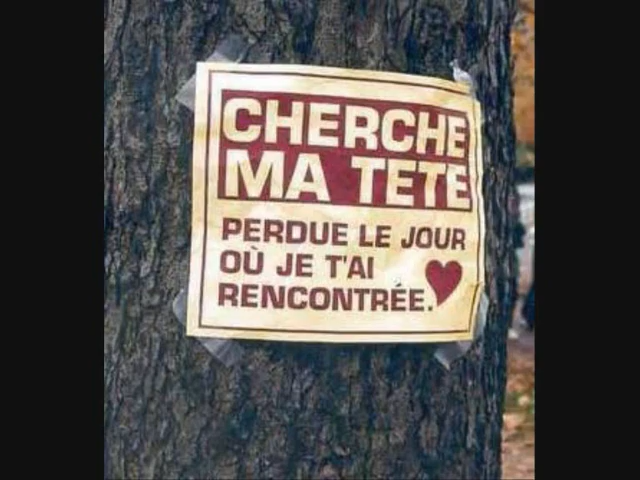 CHERCHE
MA TETE
PERDUE LE JOUR
OÙ JE T'AI
RENCONTRÉE.